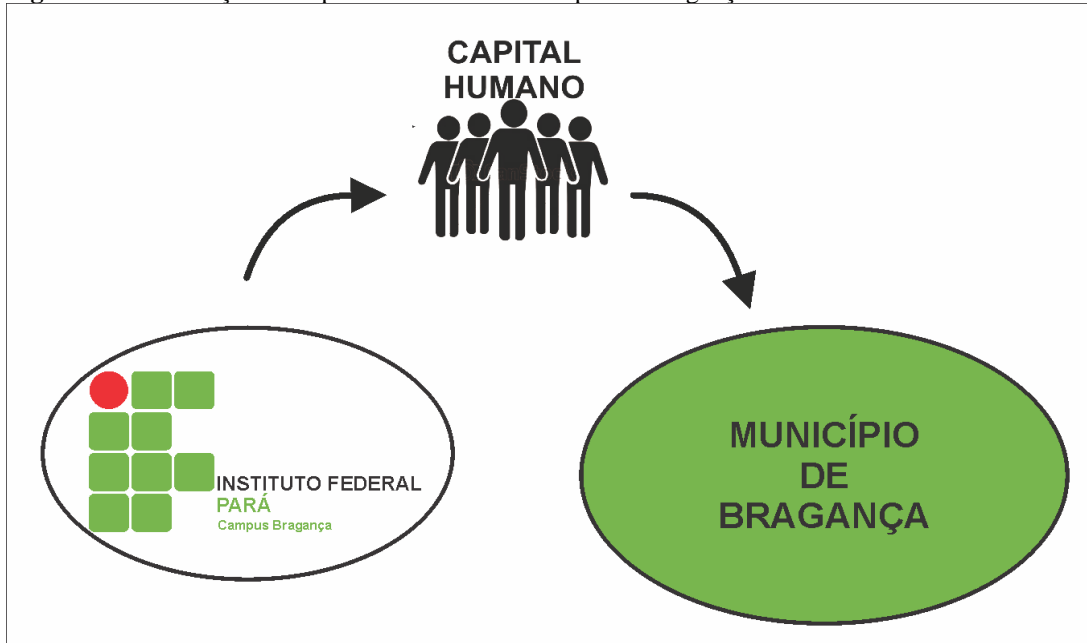 CAPITAL
HUMANO
INSTITUTO FEDERAL
PARÁ
Campus Bragança
MUNICÍPIO
DE
BRAGANÇA